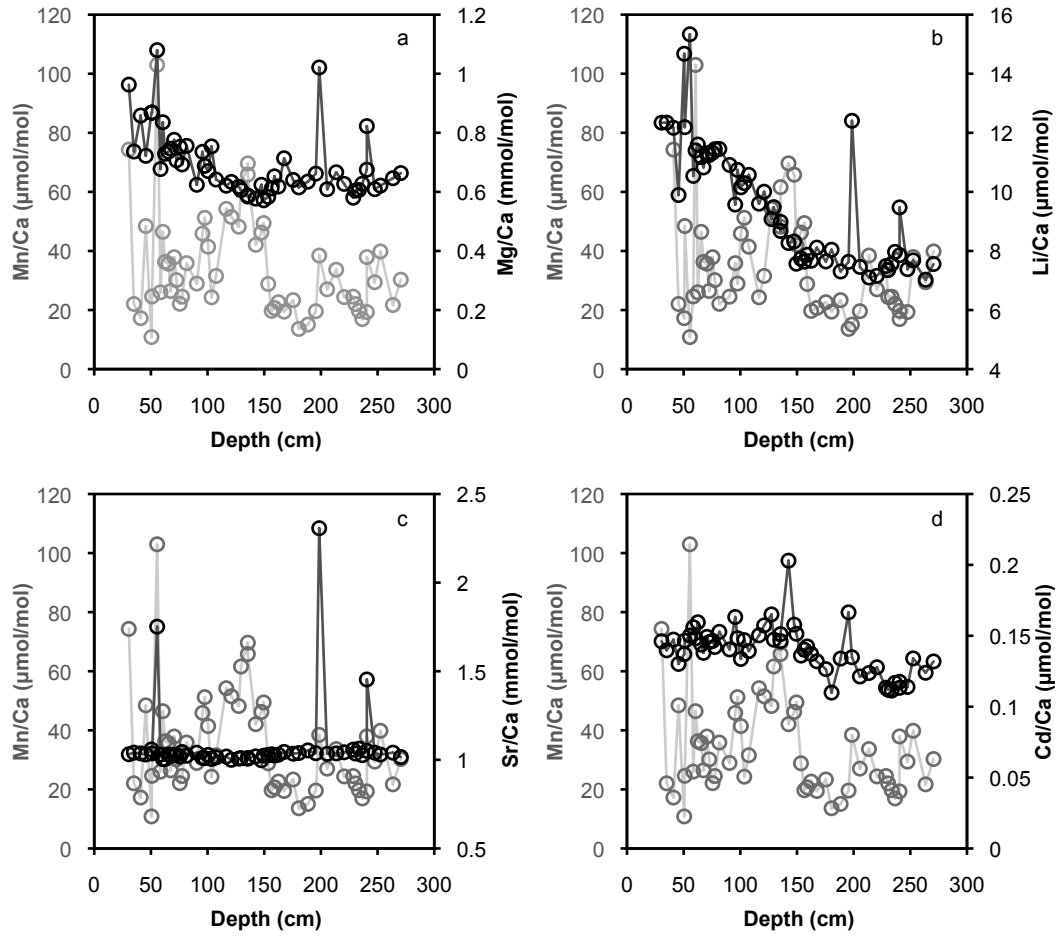 a
120
100
80
60
40
20
0
Mn/Ca (µmol/mol)
1.2
1
0.8
0.6
0.4
0.2
0
Mg/Ca (mmol/mol)
0 50 100 150 200 250 300
Depth (cm)
b
120
100
80
60
40
20
0
Mn/Ca (µmol/mol)
16
14
12
10
8
6
4
Li/Ca (µmol/mol)
0 50 100 150 200 250 300
Depth (cm)
c
120
100
80
60
40
20
0
Mn/Ca (µmol/mol)
2.5
2
1.5
1
0.5
Sr/Ca (mmol/mol)
0 50 100 150 200 250 300
Depth (cm)
d
120
100
80
60
40
20
0
Mn/Ca (µmol/mol)
0.25
0.2
0.15
0.1
0.05
0
Cd/Ca (µmol/mol)
0 50 100 150 200 250 300
Depth (cm)